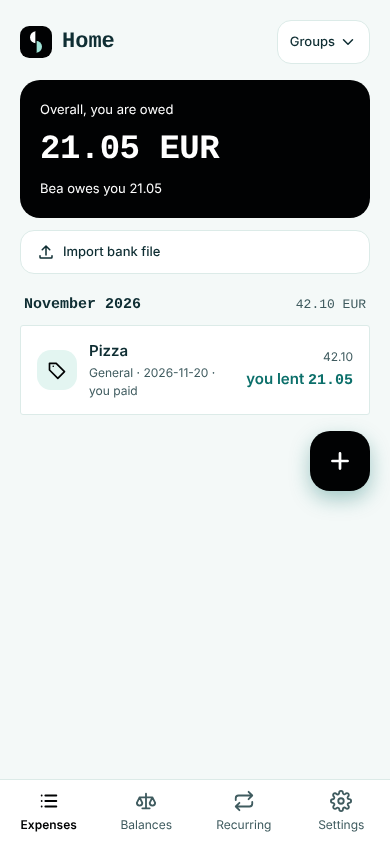 Home
Groups
Overall, you are owed
21.05 EUR
Bea owes you 21.05
Import bank file
November 2026
42.10 EUR
Pizza
General · 2026-11-20 ·
you paid
42.10
you lent 21.05
Expenses
Balances
Recurring
Settings